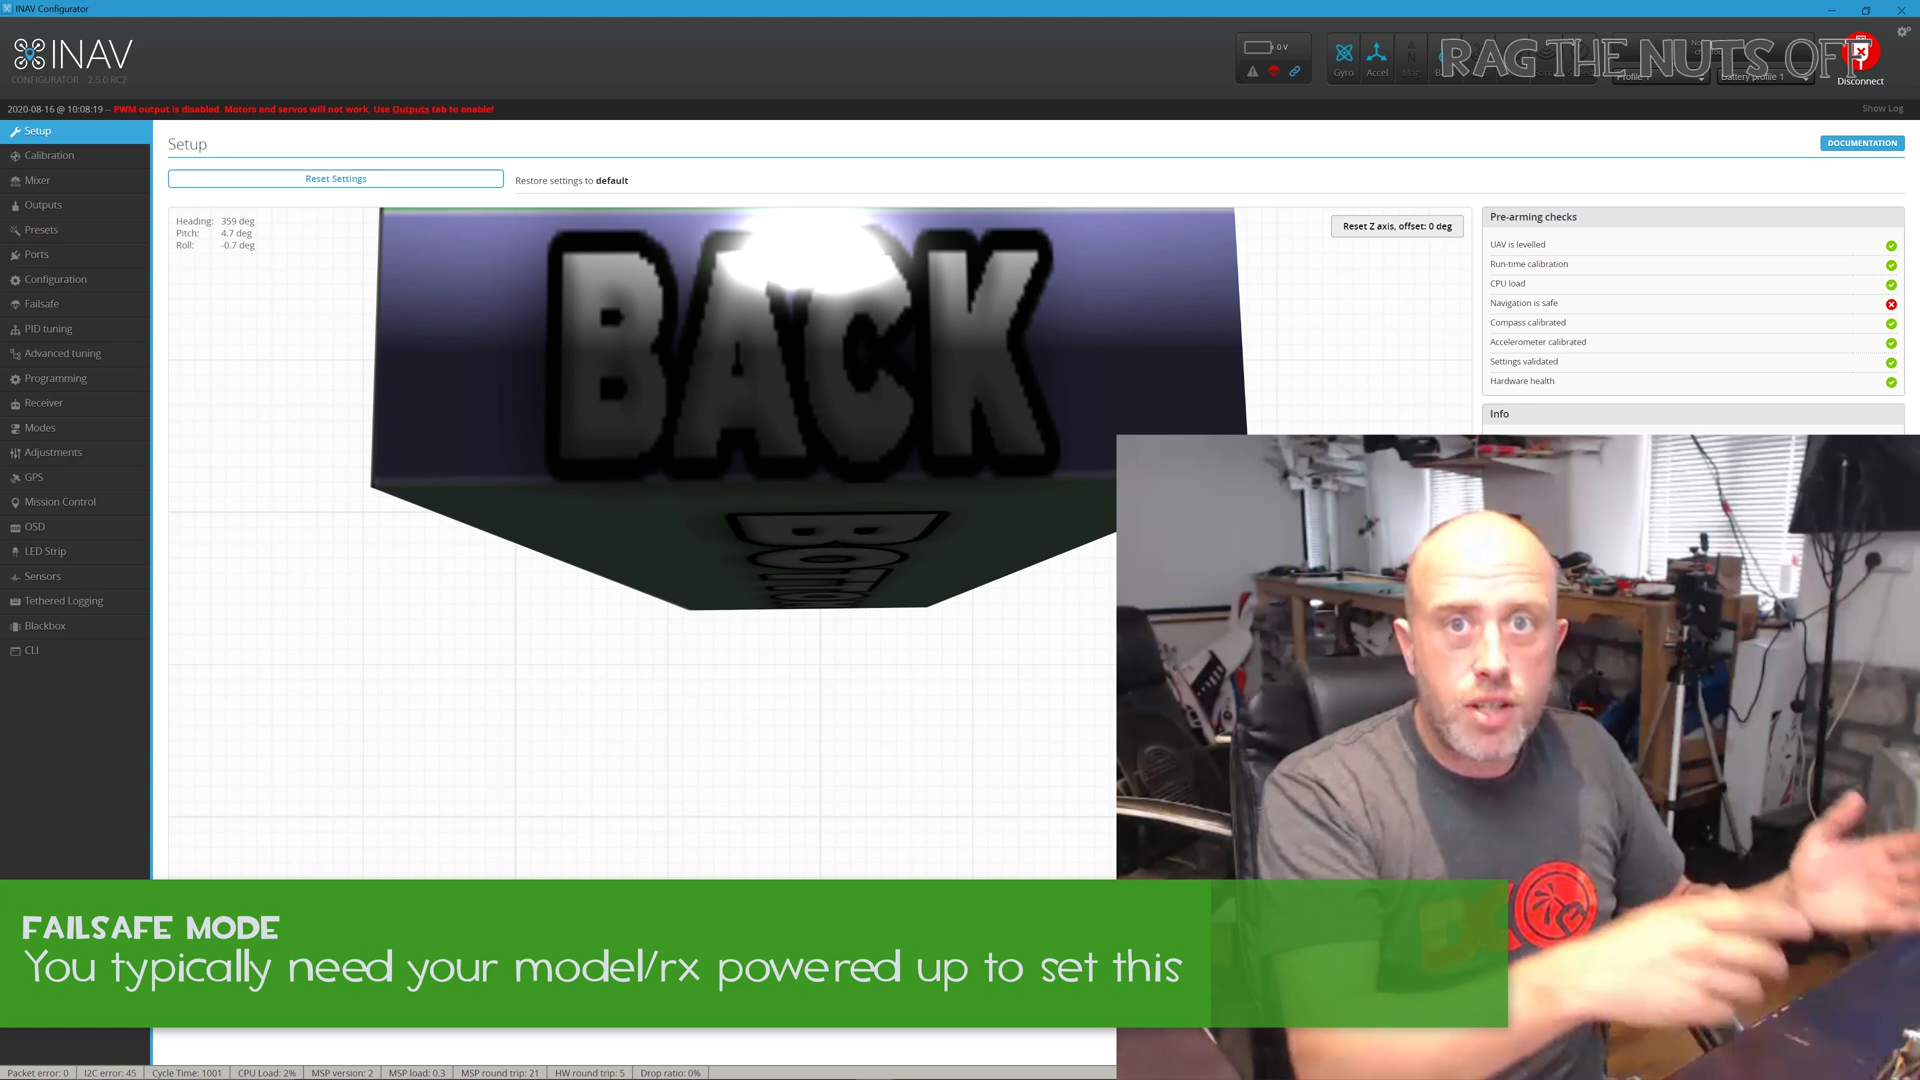 INAV Configurator
INAV
CONFIGURATOR 2.5.0 RC2
0 V
Gyro
Accel
RAG THE NUTS OFF
Profile 1
Battery profile 1
Disconnect
2020-08-16 @ 10:08:19 -- PWM output is disabled. Motors and servos will not work. Use Outputs tab to enable!
Show Log
Setup
Calibration
Mixer
Outputs
Presets
Ports
Configuration
Failsafe
PID tuning
Advanced tuning
Programming
Receiver
Modes
Adjustments
GPS
Mission Control
OSD
LED Strip
Sensors
Tethered Logging
Blackbox
CLI
Setup
DOCUMENTATION
Reset Settings
Restore settings to default
Heading: 359 deg
Pitch: 4.7 deg
Roll: -0.7 deg
Reset Z axis, offset: 0 deg
BACK
BOTTOM
Pre-arming checks
UAV is levelled
Run-time calibration
CPU load
Navigation is safe
Compass calibrated
Accelerometer calibrated
Settings validated
Hardware health
Info
FAILSAFE MODE
You typically need your model/rx powered up to set this
Packet error: 0
I2C error: 45
Cycle Time: 1001
CPU Load: 2%
MSP version: 2
MSP load: 0.3
MSP round trip: 21
HW round trip: 5
Drop ratio: 0%